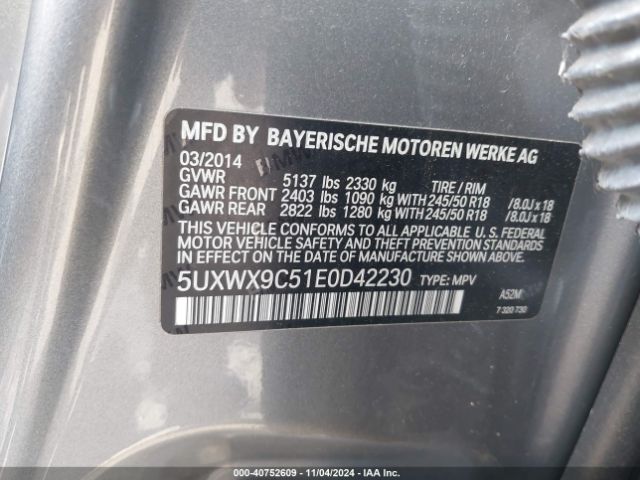 MFD BY BAYERISCHE MOTOREN WERKE AG
03/2014
GVWR 5137 lbs 2330 kg TIRE / RIM
GAWR FRONT 2403 lbs 1090 kg WITH 245/50 R18 / 8.0J x 18
GAWR REAR 2822 lbs 1280 kg WITH 245/50 R18 / 8.0J x 18
THIS VEHICLE CONFORMS TO ALL APPLICABLE U. S. FEDERAL
MOTOR VEHICLE SAFETY STANDARDS IN EFFECT ON THE
DATE OF MANUFACTURE SHOWN ABOVE.
5UXWX9C51E0D42230 TYPE: MPV
A52M
7 320 730
000-40752609 - 11/04/2024 - IAA Inc.